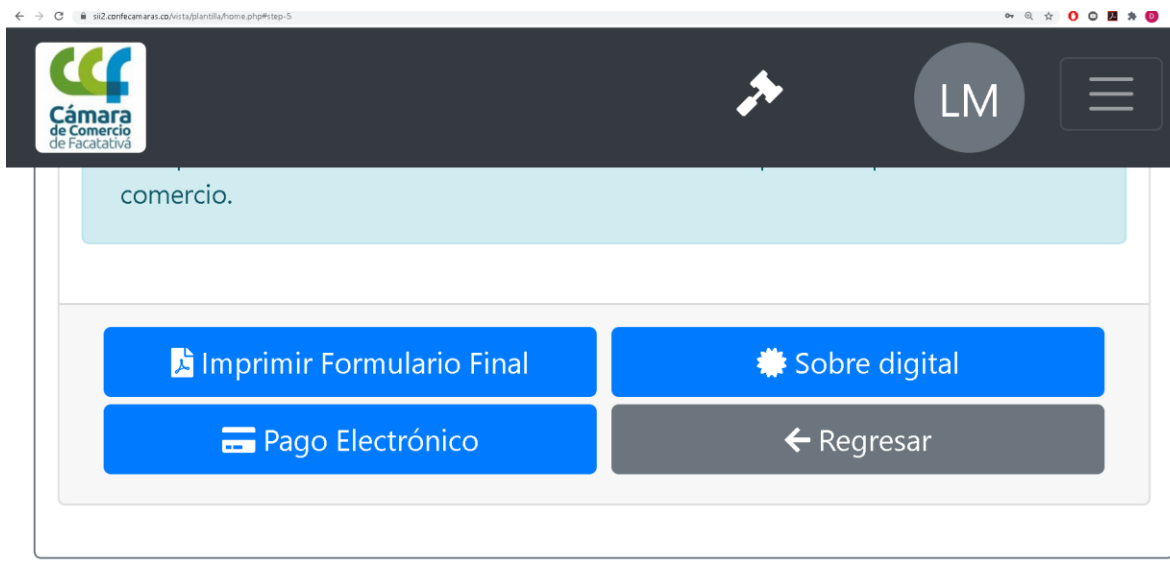 sii2.confecamaras.co/vista/plantilla/home.php#step-5
D
CCF
Cámara
de Comercio
de Facatativá
LM
comercio.
Imprimir Formulario Final
Sobre digital
Pago Electrónico
Regresar